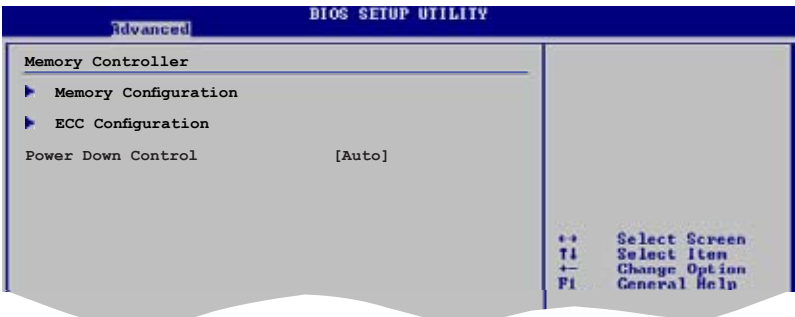 BIOS SETUP UTILITY
Advanced
Memory Controller
Memory Configuration
ECC Configuration
Power Down Control [Auto]
←→ Select Screen
↑↓ Select Item
+- Change Option
F1 General Help